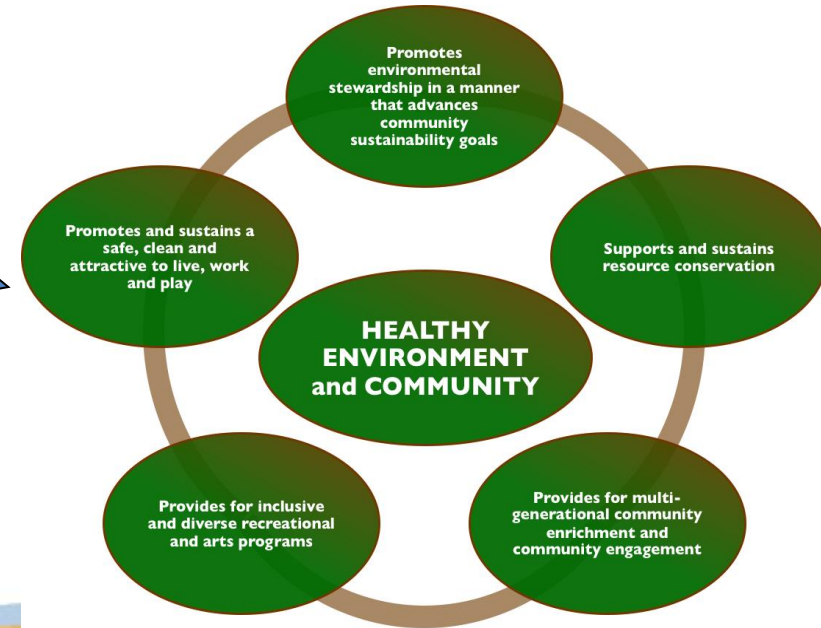 Promotes
environmental
stewardship in a manner
that advances
community
sustainability goals
Promotes and sustains a
safe, clean and
attractive to live, work
and play
Supports and sustains
resource conservation
HEALTHY
ENVIRONMENT
and COMMUNITY
Provides for inclusive
and diverse recreational
and arts programs
Provides for multi-
generational community
enrichment and
community engagement